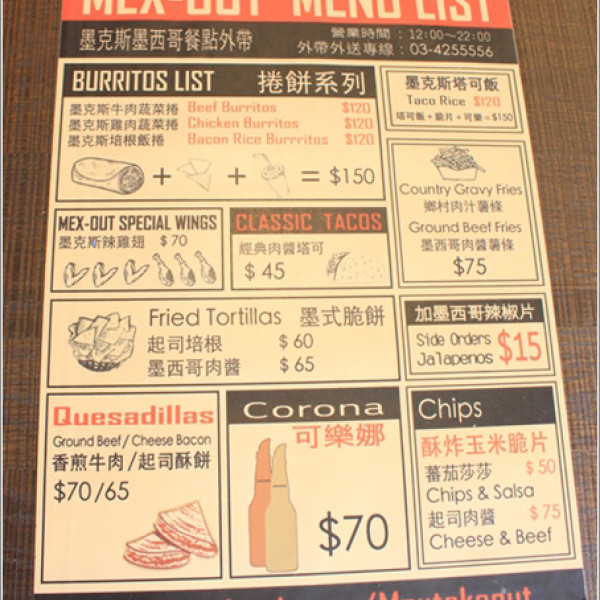 MEX-OUT MENU LIST
墨克斯墨西哥餐點外帶
營業時間：12:00~22:00
外帶外送專線：03-4255556
BURRITOS LIST 捲餅系列
墨克斯牛肉蔬菜捲 Beef Burritos $120
墨克斯雞肉蔬菜捲 Chicken Burritos $120
墨克斯培根飯捲 Bacon Rice Burrritos $120
+ + = $150
墨克斯塔可飯
Taco Rice $120
塔可飯+脆片+可樂=$150
Country Gravy Fries
鄉村肉汁薯條
Ground Beef Fries
墨西哥肉醬薯條
$75
MEX-OUT SPECIAL WINGS
墨克斯辣雞翅 $70
CLASSIC TACOS
經典肉醬塔可
$45
Fried Tortillas 墨式脆餅
起司培根 $60
墨西哥肉醬 $65
加墨西哥辣椒片
Side Orders
Jalapenos
$15
Quesadillas
Ground Beef/Cheese Bacon
香煎牛肉/起司酥餅
$70/65
Corona
可樂娜
$70
Chips
酥炸玉米脆片
蕃茄莎莎 $50
Chips & Salsa
起司肉醬 $75
Cheese & Beef